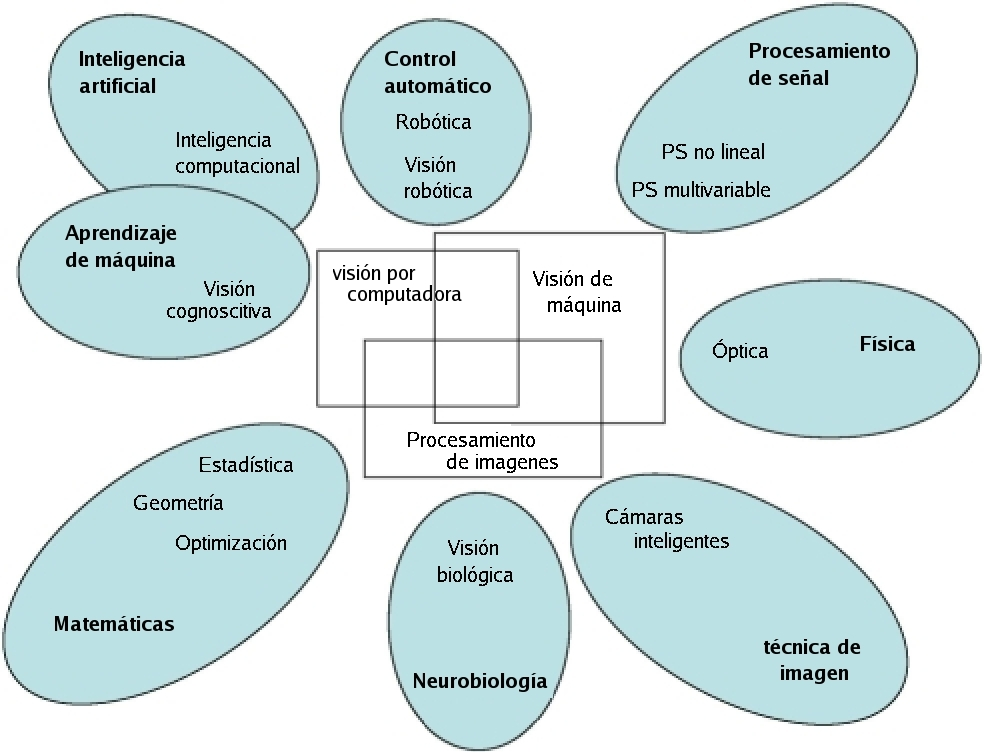 Inteligencia
artificial
Inteligencia
computacional
Control
automático
Robótica
Visión
robótica
Procesamiento
de señal
PS no lineal
PS multivariable
Aprendizaje
de máquina
Visión
cognoscitiva
visión por
computadora
Visión de
máquina
Procesamiento
de imagenes
Óptica
Física
Estadística
Geometría
Optimización
Matemáticas
Visión
biológica
Neurobiología
Cámaras
inteligentes
técnica de
imagen